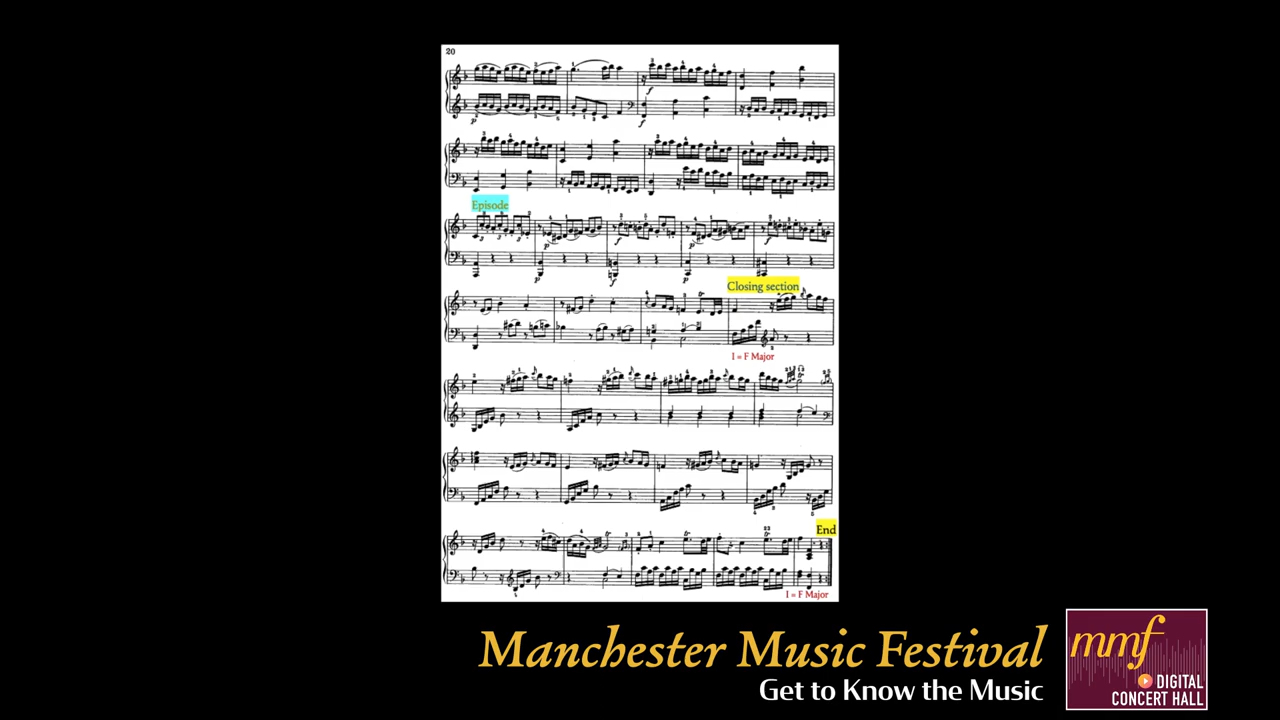 20
Episode
Closing section
I = F Major
End
I = F Major
Manchester Music Festival
Get to Know the Music
mmf
DIGITAL
CONCERT HALL